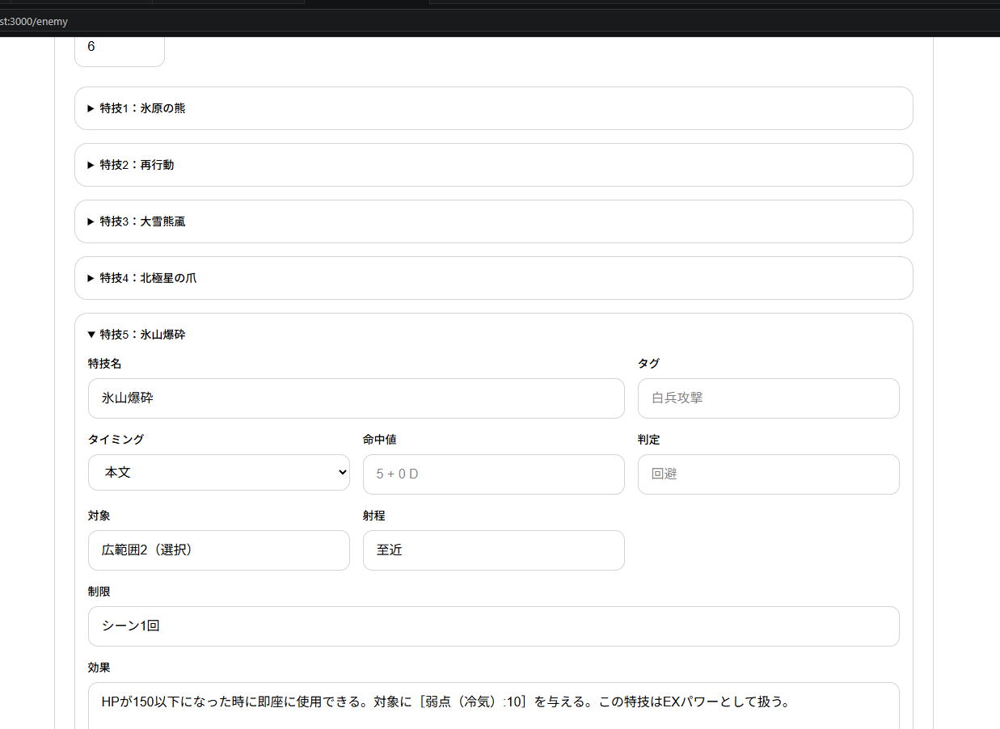 st:3000/enemy
6
▶ 特技1：氷原の熊
▶ 特技2：再行動
▶ 特技3：大雪熊颪
▶ 特技4：北極星の爪
▼ 特技5：氷山爆砕
特技名 タグ
氷山爆砕 白兵攻撃
タイミング 命中値 判定
本文 5 + 0 D 回避
対象 射程
広範囲2（選択） 至近
制限
シーン1回
効果
HPが150以下になった時に即座に使用できる。対象に［弱点（冷気）:10］を与える。この特技はEXパワーとして扱う。